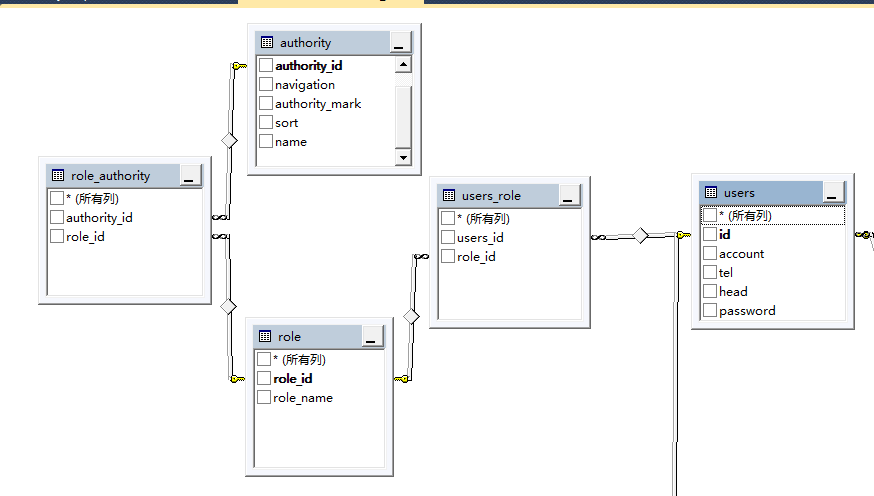 authority
authority_id
navigation
authority_mark
sort
name
role_authority
* (所有列)
authority_id
role_id
users_role
* (所有列)
users_id
role_id
users
* (所有列)
id
account
tel
head
password
role
* (所有列)
role_id
role_name